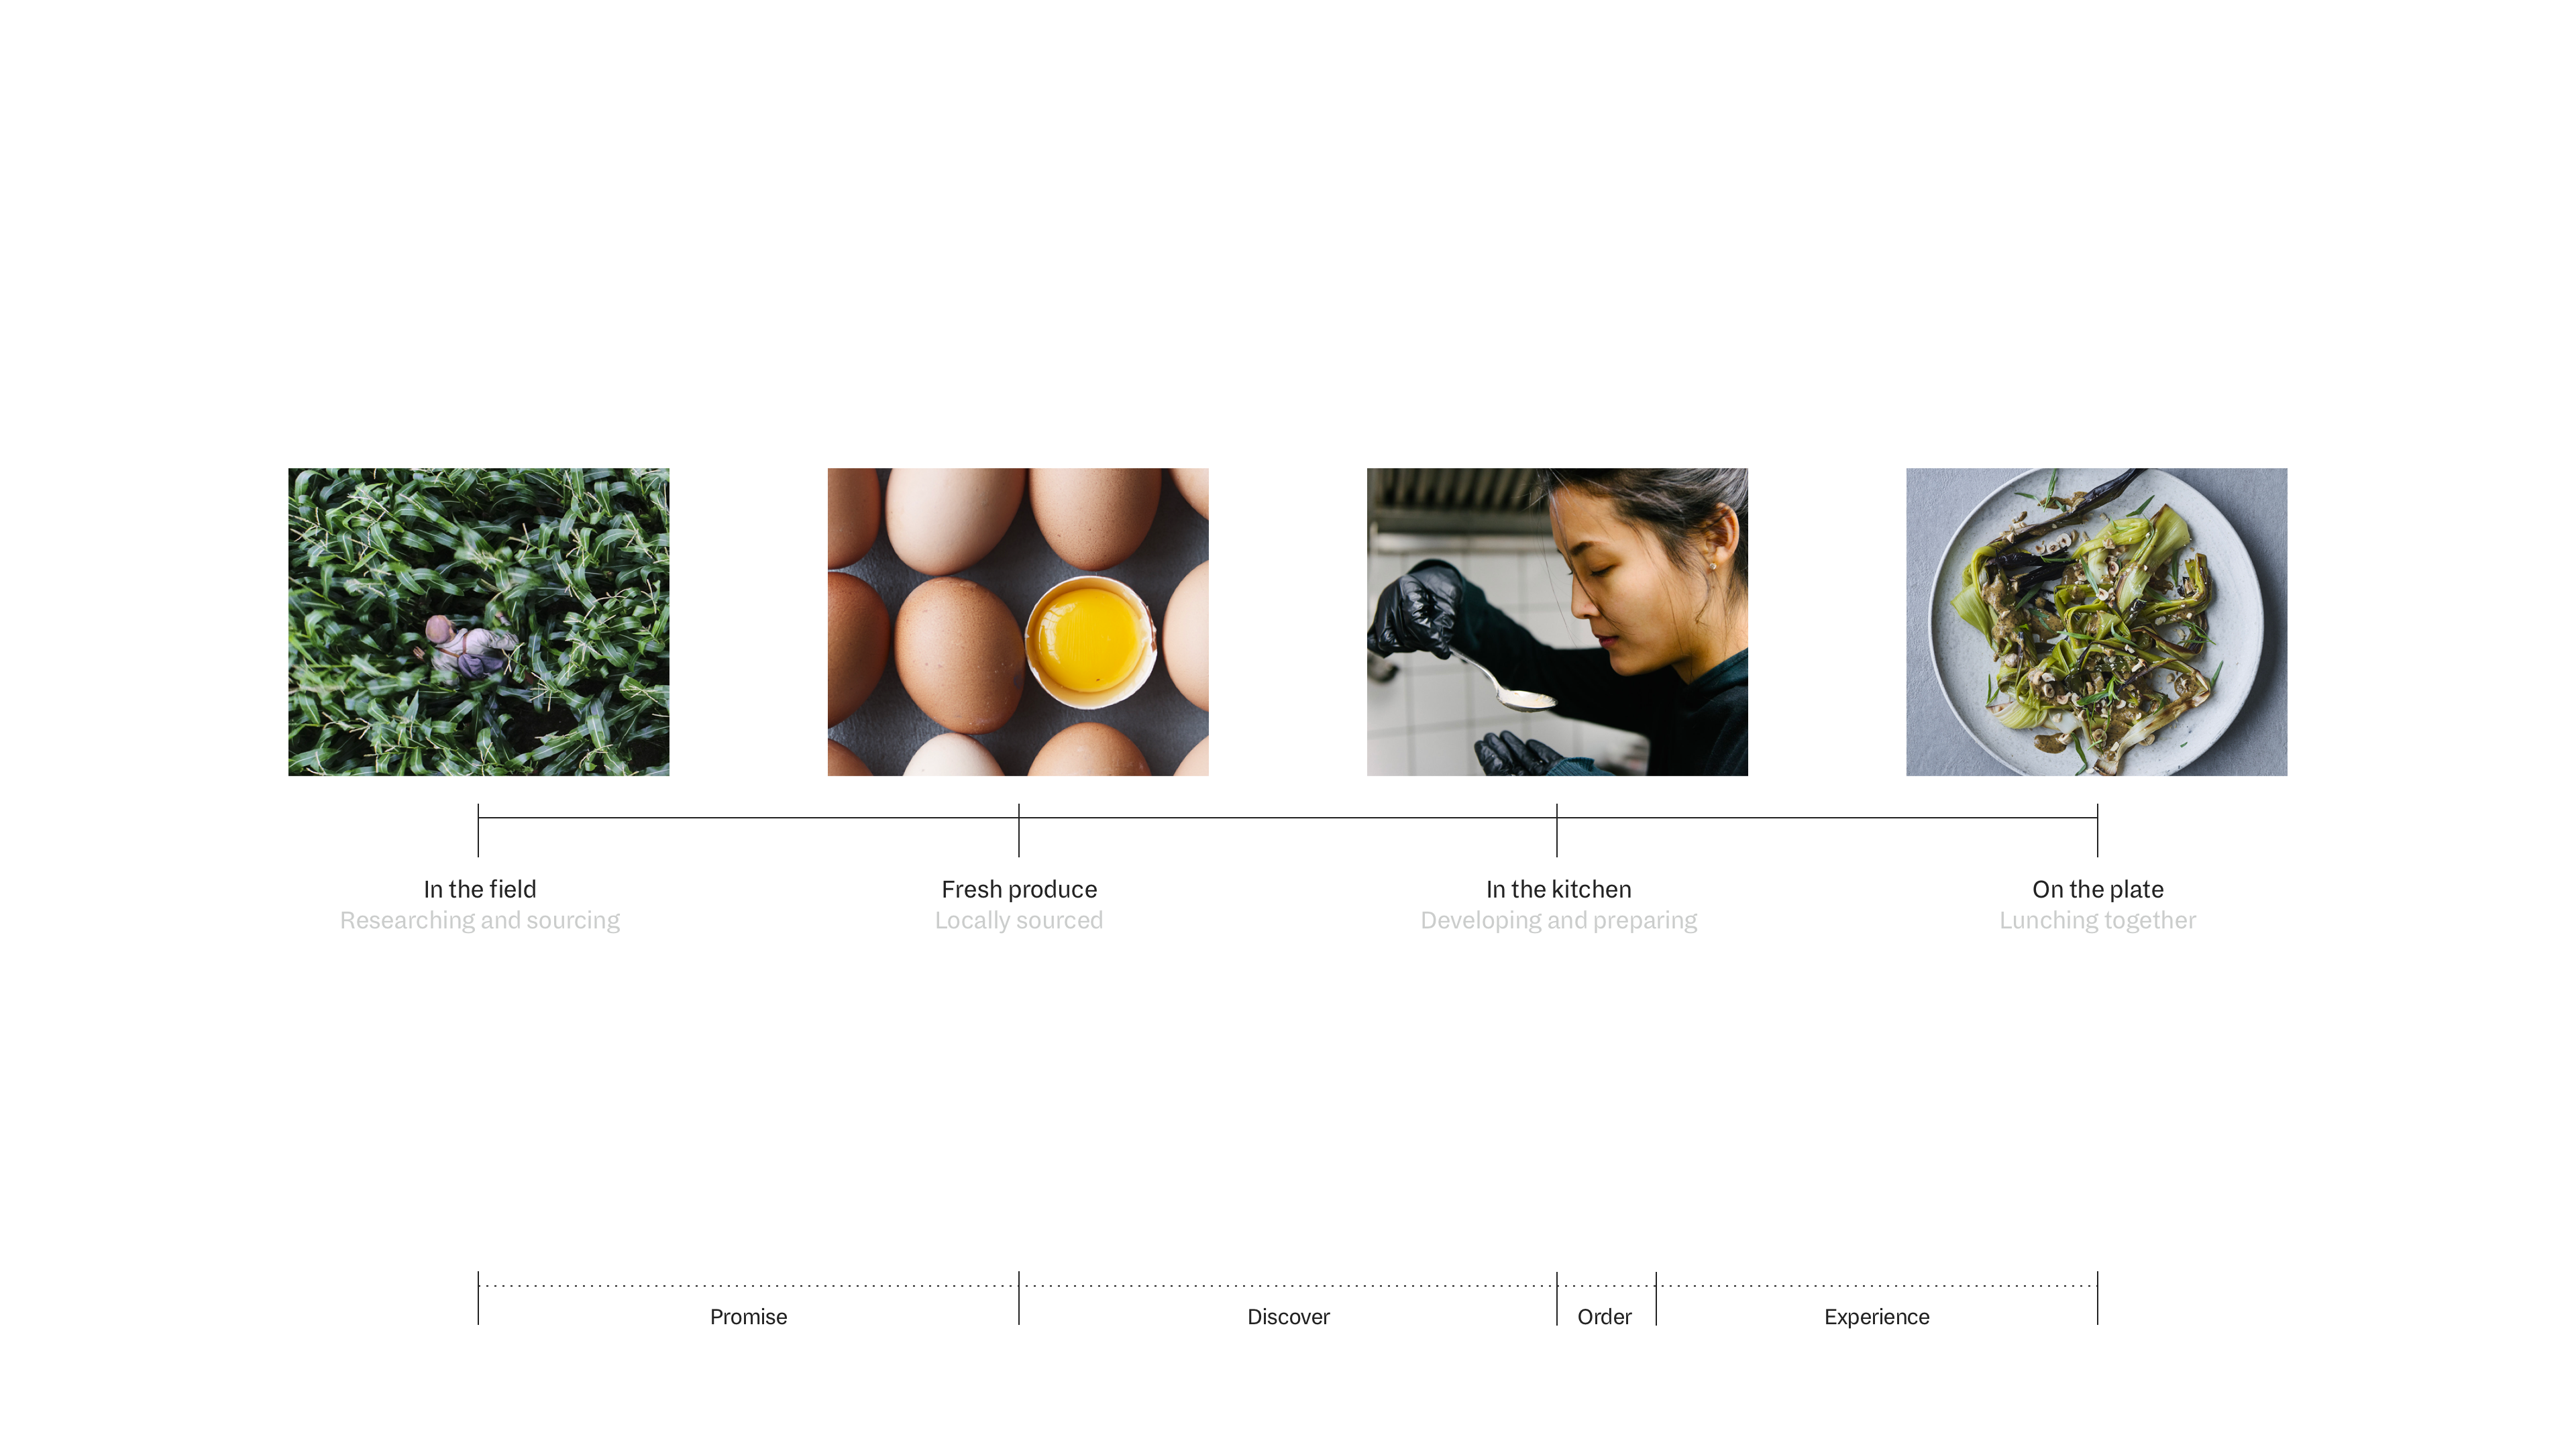 In the field
Researching and sourcing
Fresh produce
Locally sourced
In the kitchen
Developing and preparing
On the plate
Lunching together
Promise
Discover
Order
Experience